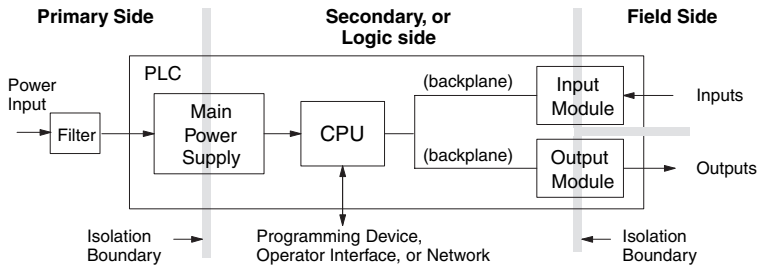 Primary Side
Secondary, or
Logic side
Field Side
PLC
Power
Input
Filter
Main
Power
Supply
CPU
(backplane)
(backplane)
Input
Module
Output
Module
Inputs
Outputs
Isolation
Boundary
Programming Device,
Operator Interface, or Network
Isolation
Boundary